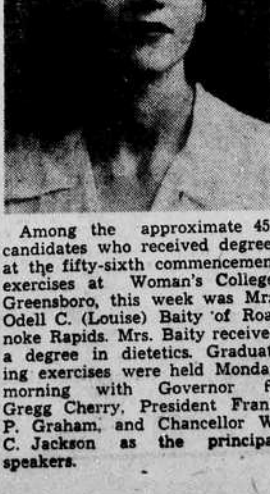 Among the approximate 45
candidates who received degree
at the fifty-sixth commencemen
exercises at Woman's College
Greensboro, this week was Mr
Odell C. (Louise) Baity of Roa
noke Rapids. Mrs. Baity receive
a degree in dietetics. Graduat
ing exercises were held Monda
morning with Governor
Gregg Cherry, President Fran
P. Graham, and Chancellor W
C. Jackson as the principa
speakers.